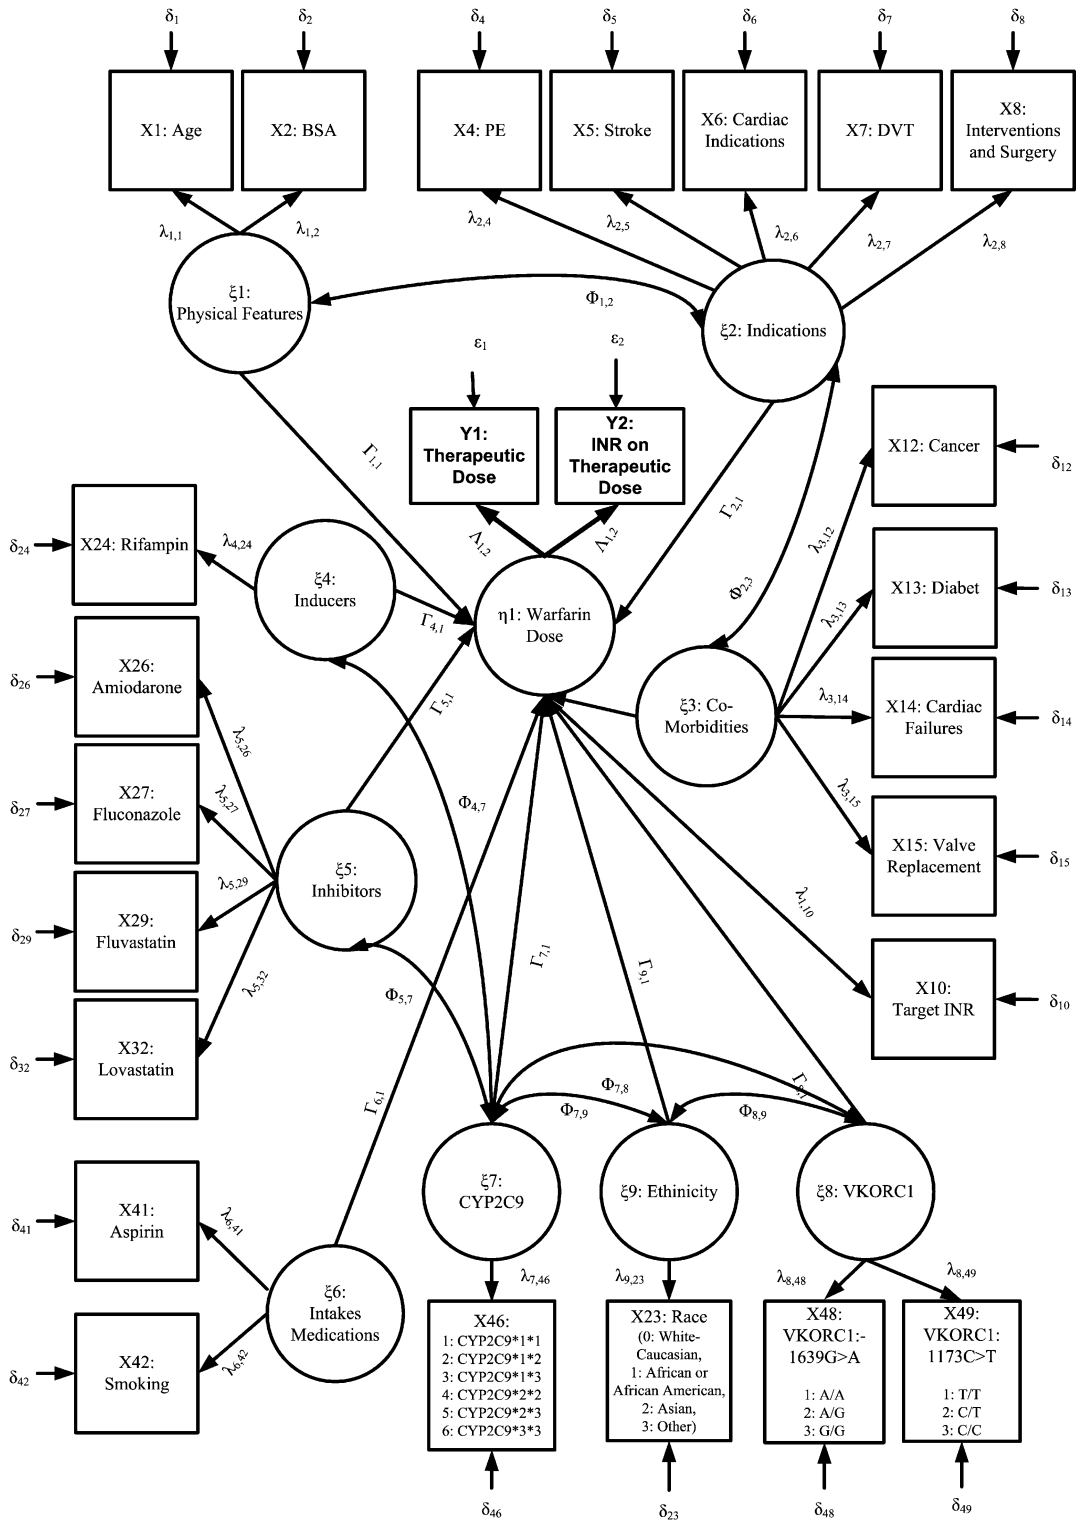 δ1
δ2
δ4
δ5
δ6
δ7
δ8
X1: Age
X2: BSA
X4: PE
X5: Stroke
X6: Cardiac
Indications
X7: DVT
X8:
Interventions
and Surgery
λ1,1
λ1,2
λ2,4
λ2,5
λ2,6
λ2,7
λ2,8
ξ1:
Physical Features
Φ1,2
ξ2: Indications
ε1
ε2
Y1:
Therapeutic
Dose
Y2:
INR on
Therapeutic
Dose
X12: Cancer
δ12
Γ1,1
Γ2,1
Λ1,2
Λ1,2
λ3,12
δ24
X24: Rifampin
λ4,24
ξ4:
Inducers
Γ4,1
η1: Warfarin
Dose
Φ2,3
λ3,13
X13: Diabet
δ13
δ26
X26:
Amiodarone
λ5,26
Γ5,1
ξ3: Co-
Morbidities
λ3,14
X14: Cardiac
Failures
δ14
δ27
X27:
Fluconazole
λ5,27
Φ4,7
λ3,15
X15: Valve
Replacement
δ15
ξ5:
Inhibitors
λ5,29
δ29
X29:
Fluvastatin
λ5,32
Φ5,7
Γ7,1
Γ9,1
λ1,10
X10:
Target INR
δ10
δ32
X32:
Lovastatin
Γ6,1
Φ7,8
Φ7,9
Φ8,9
Γ8,1
δ41
X41:
Aspirin
λ6,41
ξ7:
CYP2C9
ξ9: Ethinicity
ξ8: VKORC1
ξ6:
Intakes
Medications
λ7,46
λ9,23
λ8,48
λ8,49
δ42
X42:
Smoking
λ6,42
X46:
1: CYP2C9*1*1
2: CYP2C9*1*2
3: CYP2C9*1*3
4: CYP2C9*2*2
5: CYP2C9*2*3
6: CYP2C9*3*3
X23: Race
(0: White-
Caucasian,
1: African or
African American,
2: Asian,
3: Other)
X48:
VKORC1:-
1639G>A
1: A/A
2: A/G
3: G/G
X49:
VKORC1:
1173C>T
1: T/T
2: C/T
3: C/C
δ46
δ23
δ48
δ49